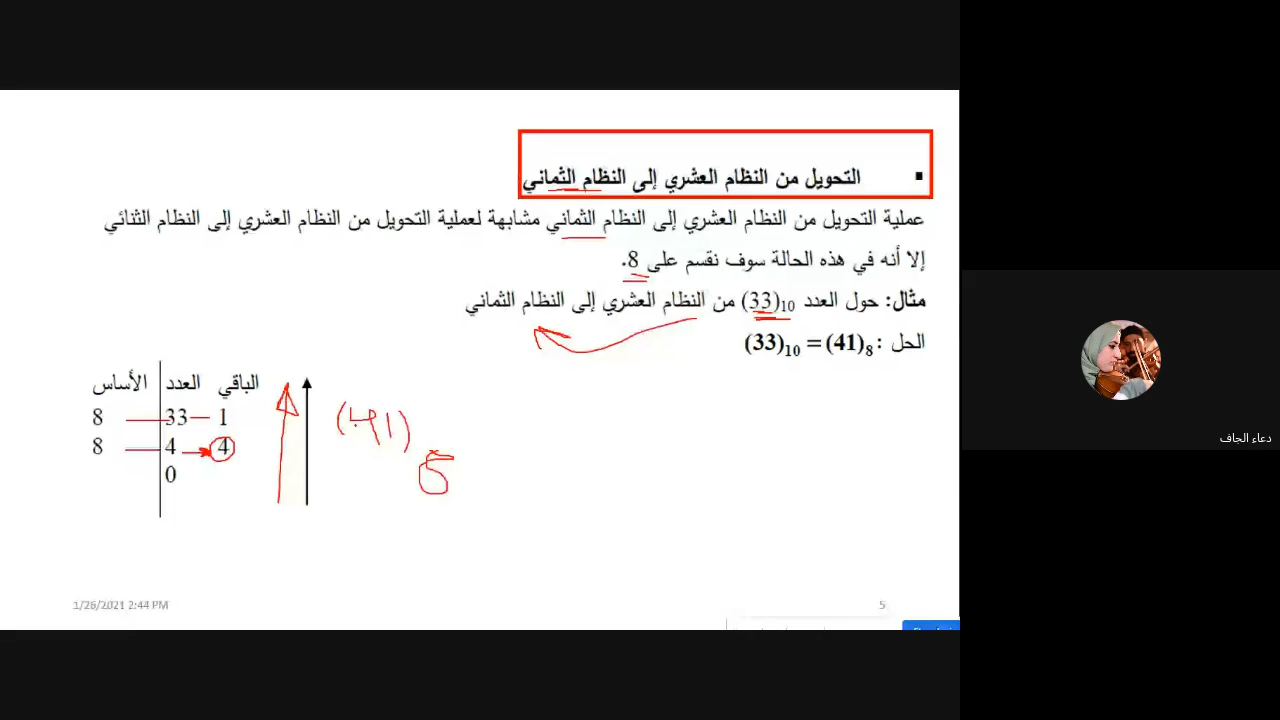 ▪ التحويل من النظام العشري إلى النظام الثماني
عملية التحويل من النظام العشري إلى النظام الثماني مشابهة لعملية التحويل من النظام العشري إلى النظام الثنائي
إلا أنه في هذه الحالة سوف نقسم على 8.
مثال: حول العدد (33)10 من النظام العشري إلى النظام الثماني
الحل : (33)10 = (41)8
الباقي العدد الأساس
8 33 1
8 4 4
0
(41)
دعاء الجاف
1/26/2021 2:44 PM
5